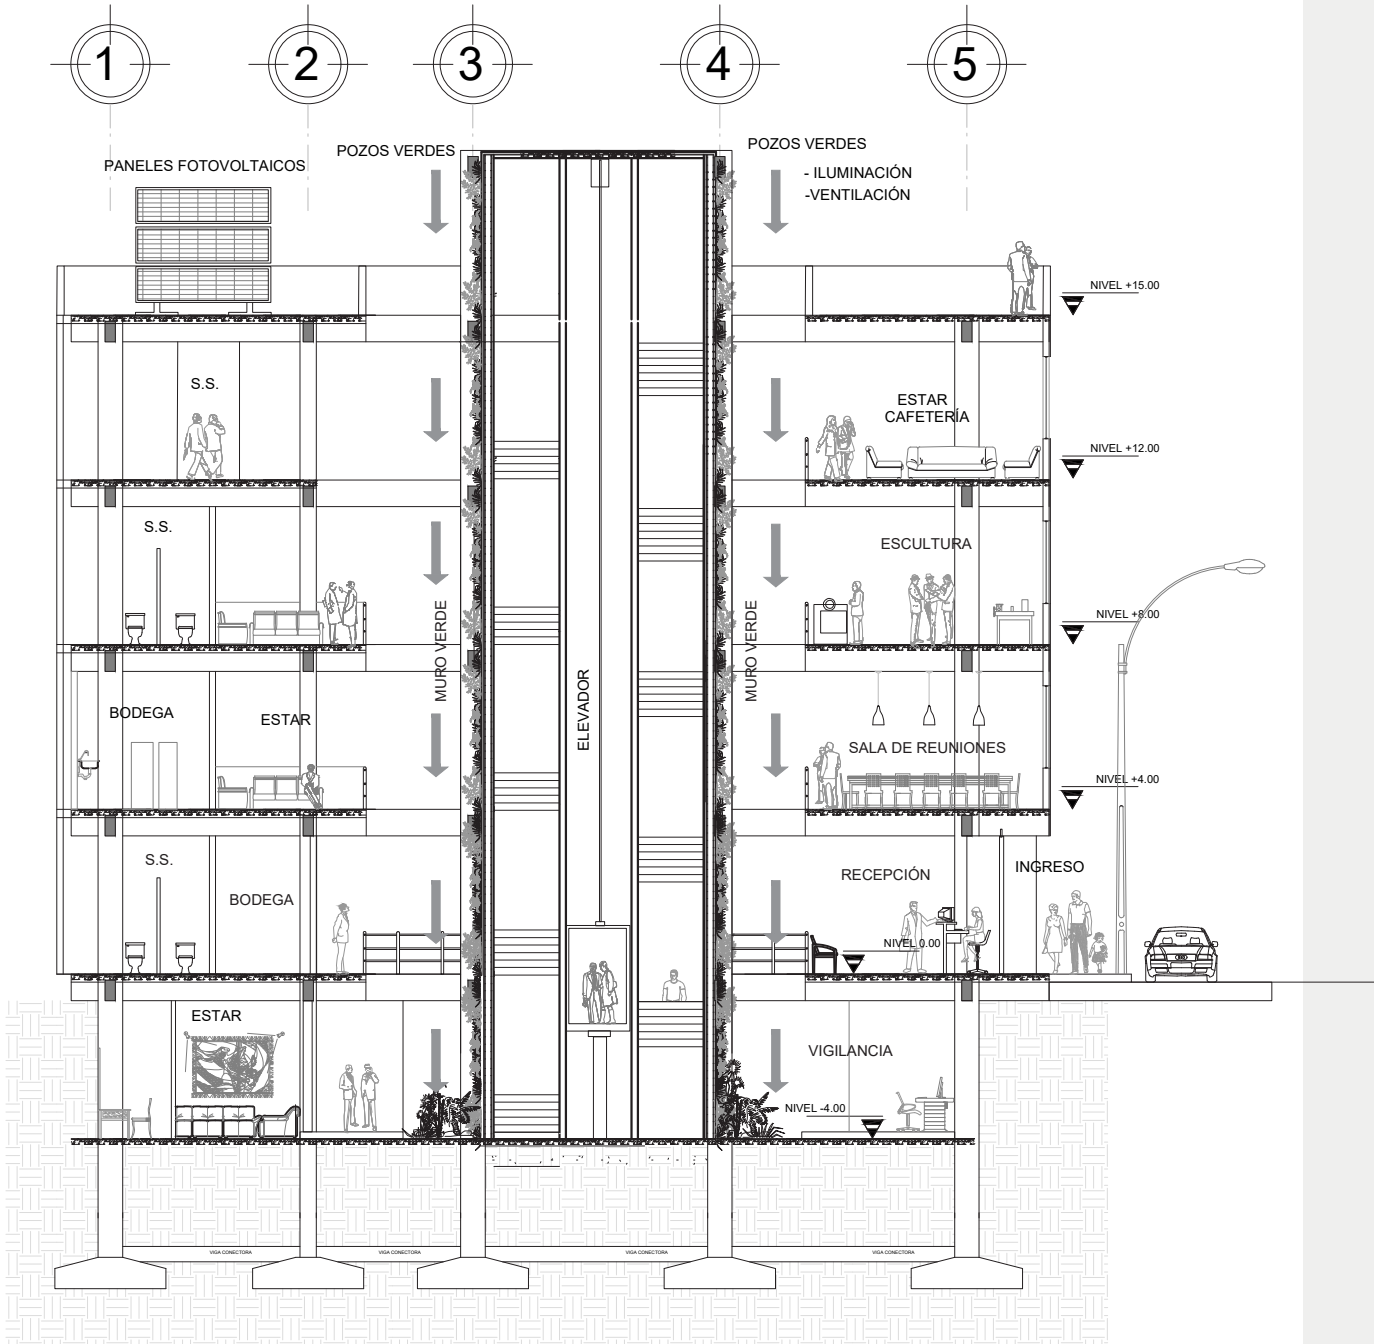 1 2 3 4 5
POZOS VERDES
POZOS VERDES
PANELES FOTOVOLTAICOS
- ILUMINACIÓN
-VENTILACIÓN
NIVEL +15.00
S.S.
ESTAR
CAFETERÍA
NIVEL +12.00
S.S.
ESCULTURA
NIVEL +8.00
MURO VERDE
MURO VERDE
ELEVADOR
BODEGA
ESTAR
SALA DE REUNIONES
NIVEL +4.00
S.S.
BODEGA
RECEPCIÓN
INGRESO
NIVEL 0.00
ESTAR
VIGILANCIA
NIVEL -4.00
VIGA CONECTORA
VIGA CONECTORA
VIGA CONECTORA
VIGA CONECTORA